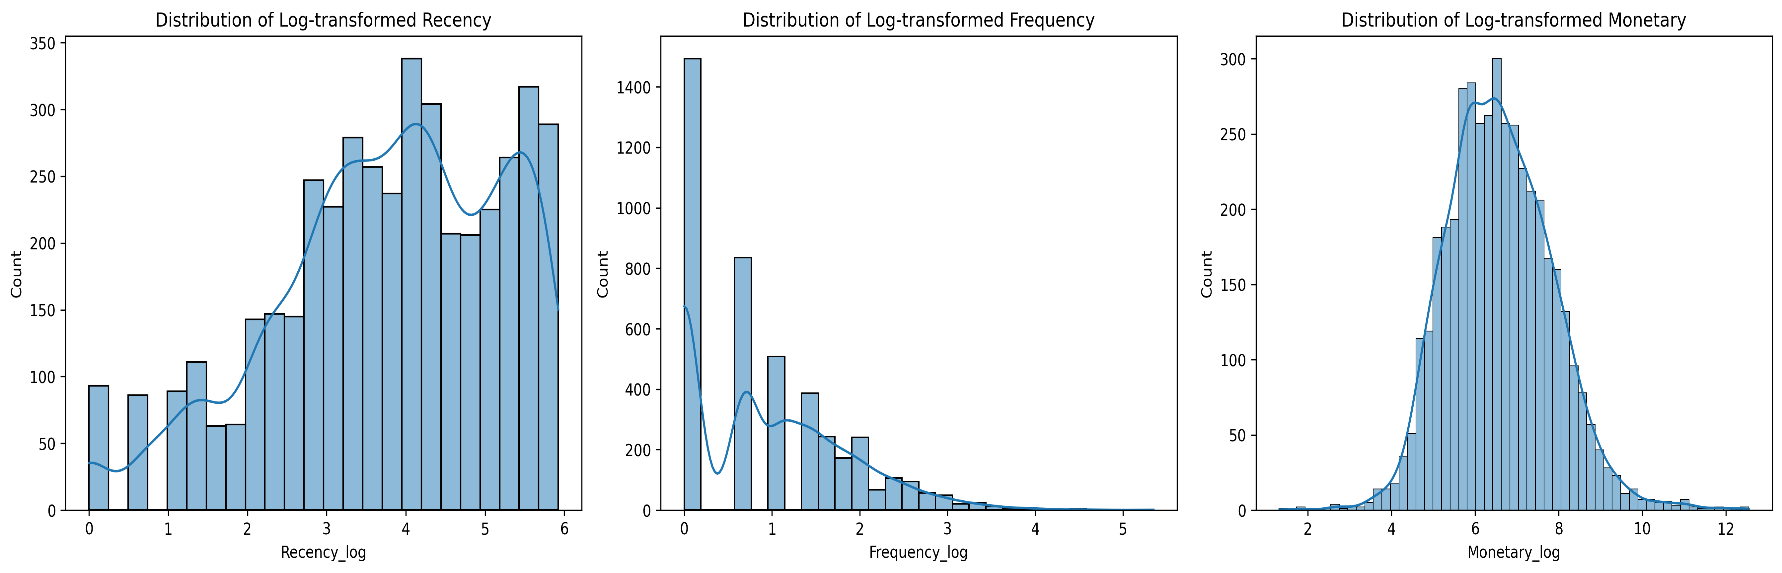 Distribution of Log-transformed Recency
350
300
250
200
150
100
50
0
Count
0 1 2 3 4 5 6
Recency_log
Distribution of Log-transformed Frequency
1400
1200
1000
800
600
400
200
0
Count
0 1 2 3 4 5
Frequency_log
Distribution of Log-transformed Monetary
300
250
200
150
100
50
0
Count
2 4 6 8 10 12
Monetary_log